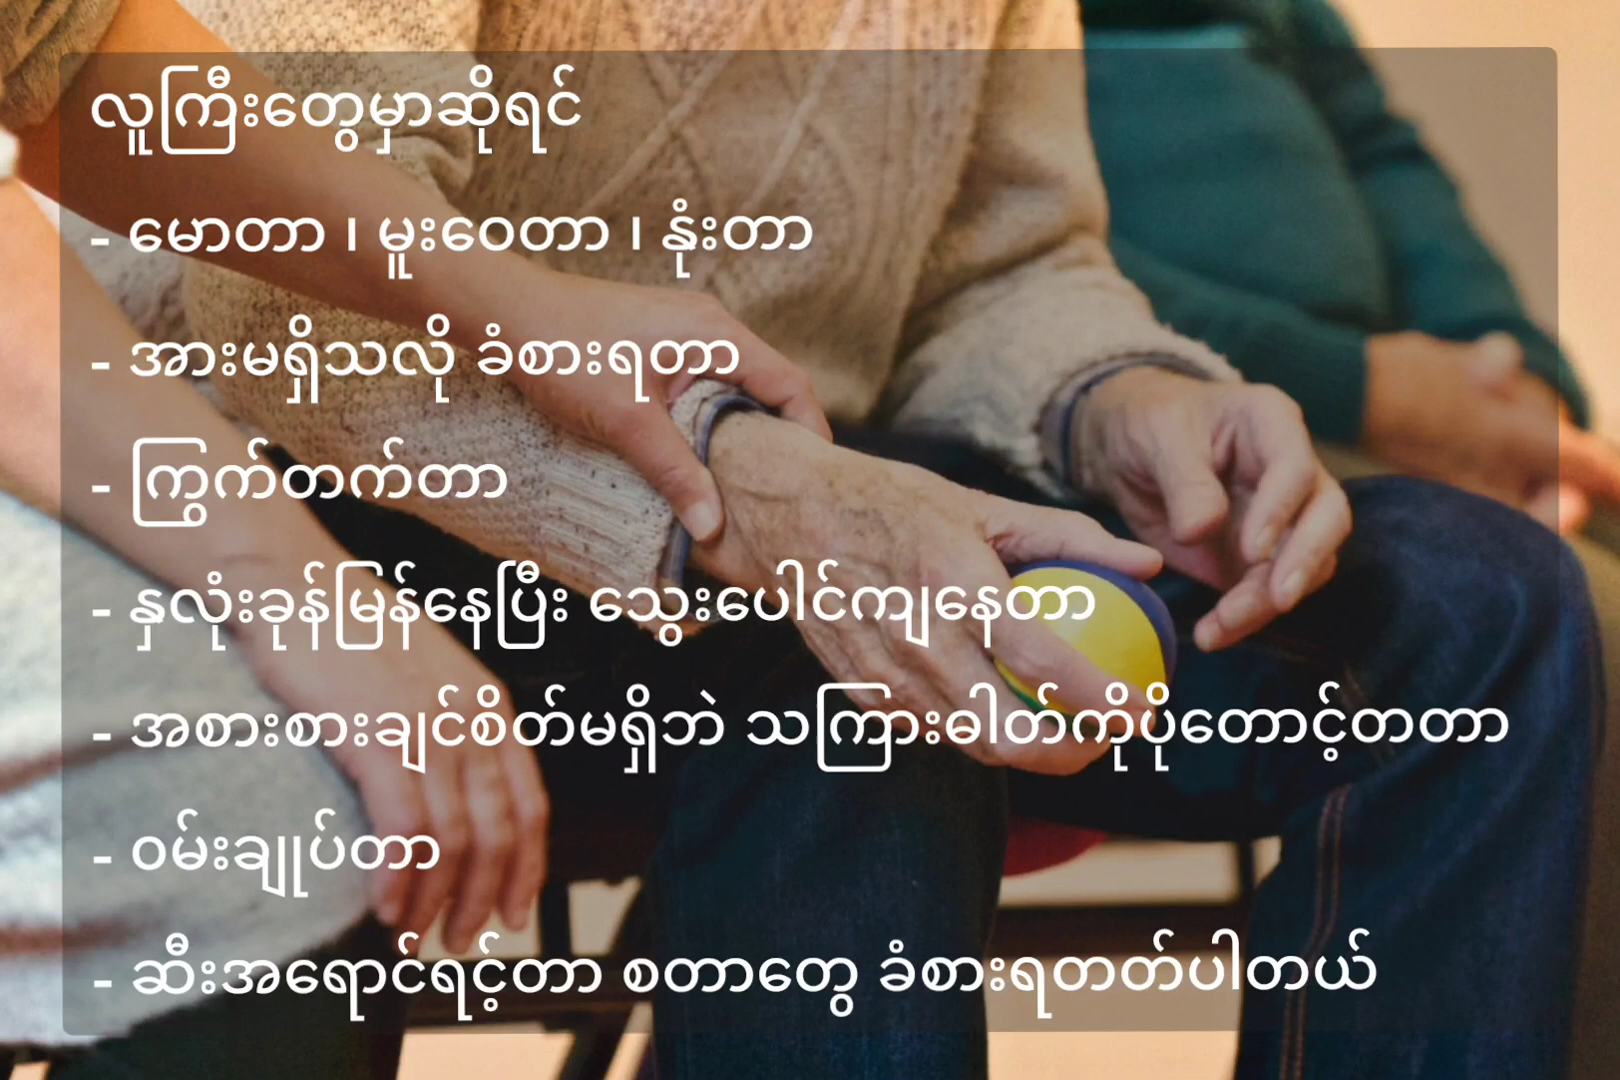 လူကြီးတွေမှာဆိုရင်
- မောတာ ၊ မူးဝေတာ ၊ နုံးတာ
- အားမရှိသလို ခံစားရတာ
- ကြွက်တက်တာ
- နှလုံးခုန်မြန်နေပြီး သွေးပေါင်ကျနေတာ
- အစားစားချင်စိတ်မရှိဘဲ သကြားဓါတ်ကိုပိုတောင့်တတာ
- ဝမ်းချုပ်တာ
- ဆီးအရောင်ရင့်တာ စတာတွေ ခံစားရတတ်ပါတယ်